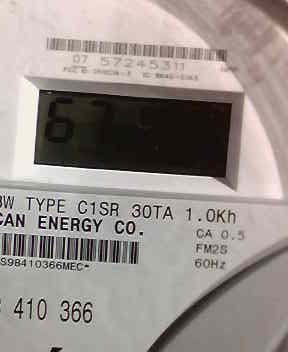 07 57245311
67
3W TYPE C1SR 30TA 1.0Kh
CAN ENERGY CO. CA 0.5
FM2S
S98410366MEC* 60Hz
410 366